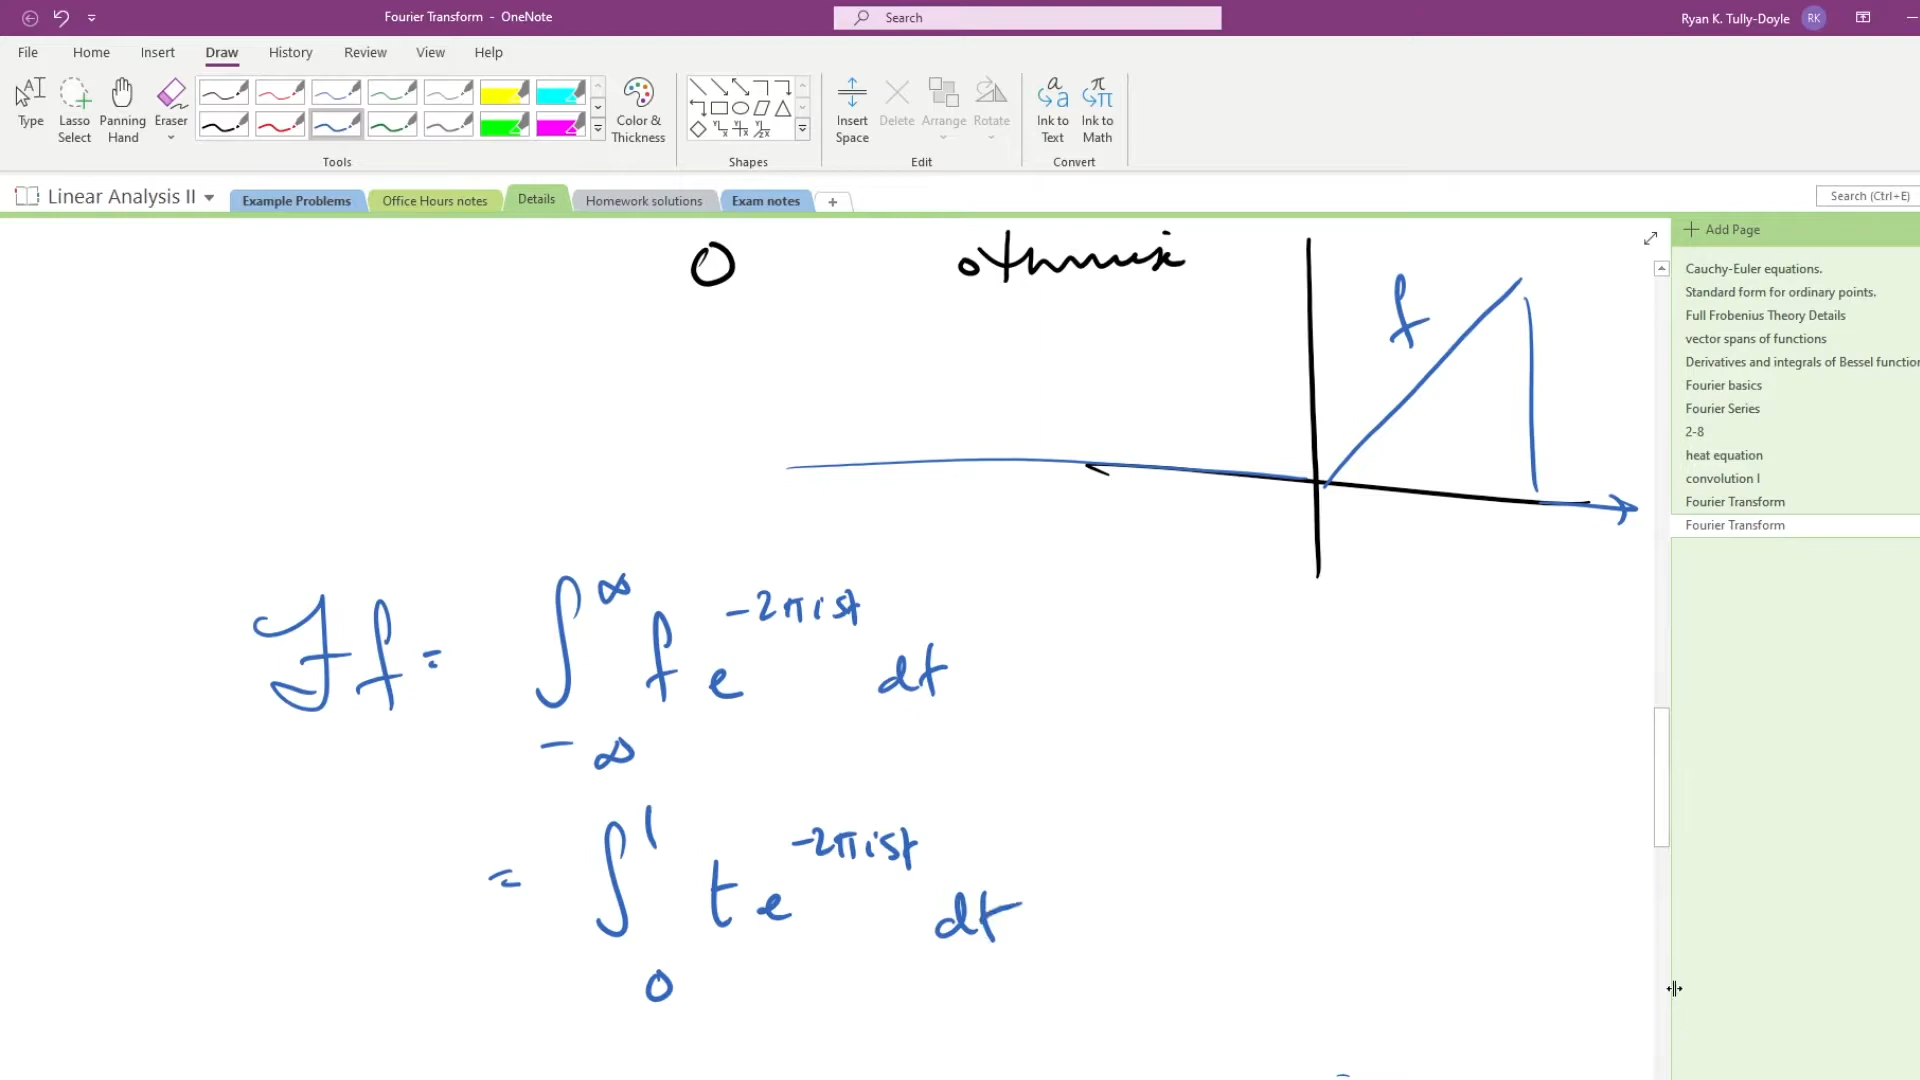 Fourier Transform - OneNote
Search
Ryan K. Tully-Doyle RK
File Home Insert Draw History Review View Help
Type
Lasso Select
Panning Hand
Eraser
Color & Thickness
Insert Space
Delete
Arrange
Rotate
a a Ink to Text
π π Ink to Math
Tools Shapes Edit Convert
Linear Analysis II Example Problems Office Hours notes Details Homework solutions Exam notes + Search (Ctrl+E)
Add Page
Cauchy-Euler equations.
Standard form for ordinary points.
Full Frobenius Theory Details
vector spans of functions
Derivatives and integrals of Bessel function
Fourier basics
Fourier Series
2-8
heat equation
convolution I
Fourier Transform
Fourier Transform
0 otherwise
f
ℱf = ∫_{-∞}^{∞} f e^{-2πist} dt
= ∫_0^1 t e^{-2πist} dt